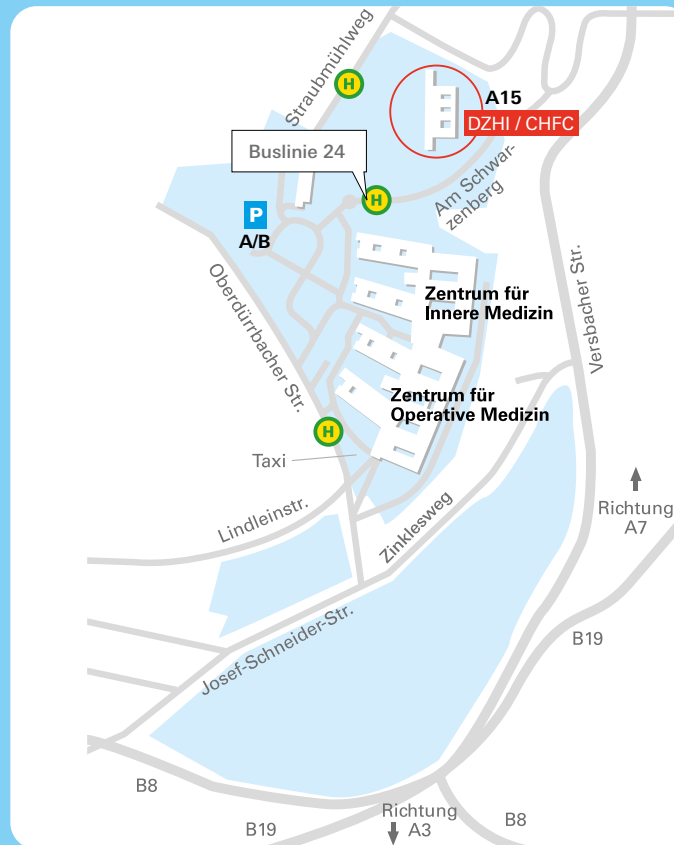 Straubmühlweg
H
A15
DZHI / CHFC
Buslinie 24
H
Am Schwar-
zenberg
P
A/B
Oberdürrbacher Str.
Zentrum für
Innere Medizin
Versbacher Str.
Zentrum für
Operative Medizin
H
Taxi
Lindleinstr.
Zinklesweg
Richtung
A7
Josef-Schneider-Str.
B19
B8
Richtung
A3
B19
B8